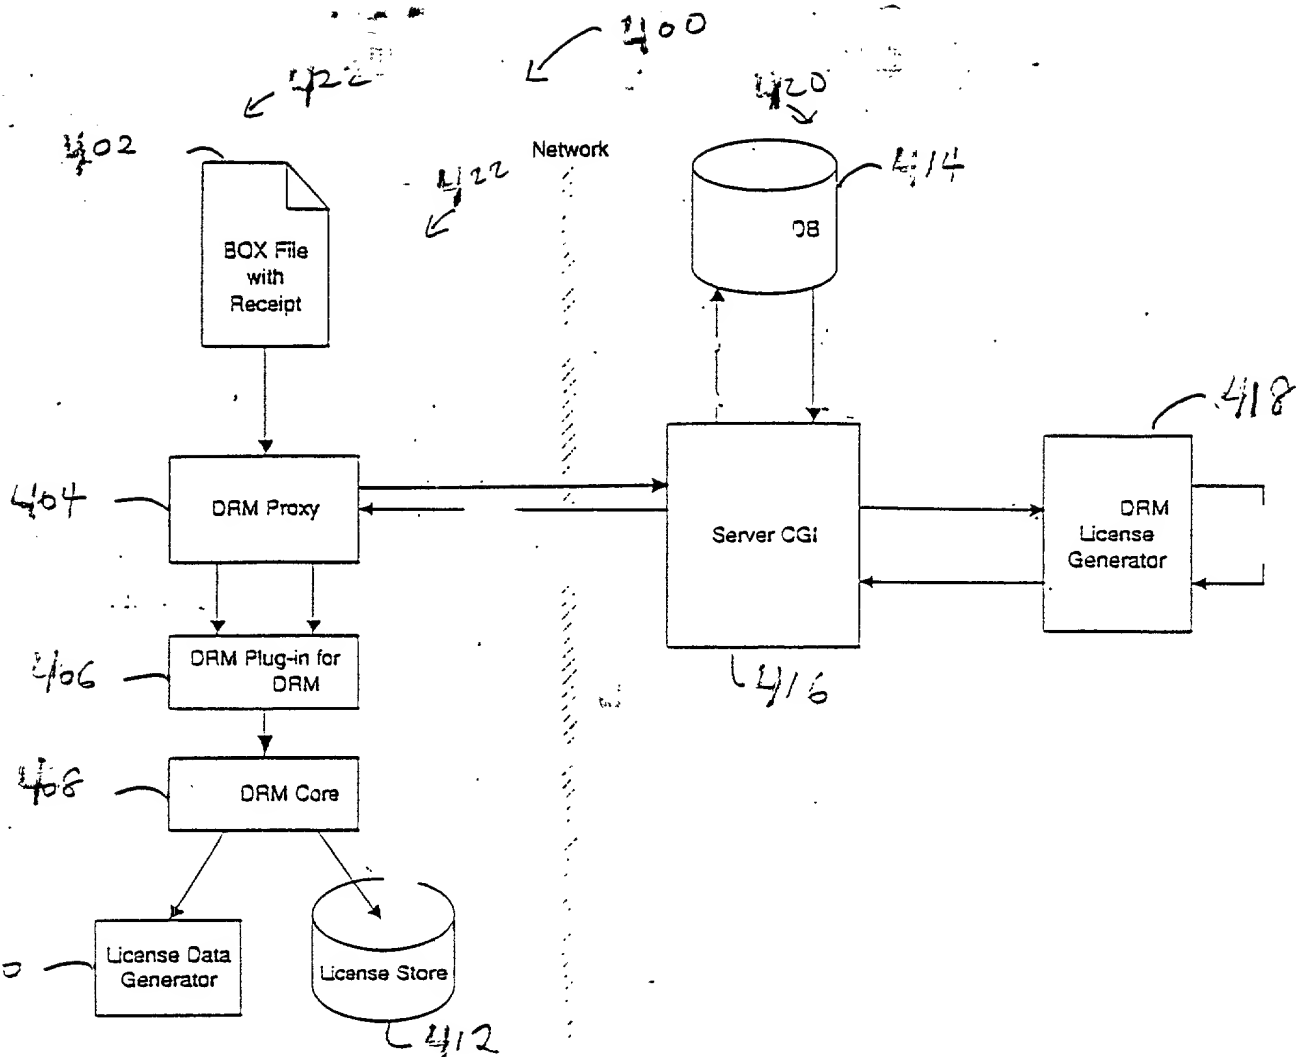 400
422
420
402
Network
414
422
DB
BOX File
with
Receipt
418
404
DRM Proxy
Server CGI
DRM
License
Generator
406
DRM Plug-in for
DRM
416
408
DRM Core
License Data
Generator
License Store
0
412